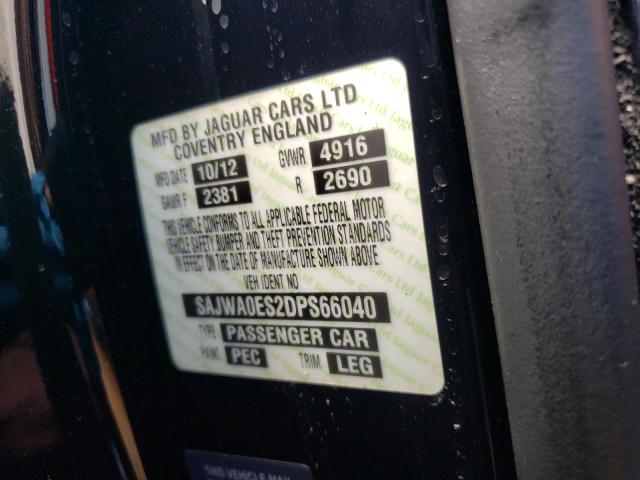 MFD BY JAGUAR CARS LTD
COVENTRY ENGLAND
MFD DATE 10/12 GVWR 4916
GAWR F 2381 R 2690
THIS VEHICLE CONFORMS TO ALL APPLICABLE FEDERAL MOTOR
VEHICLE SAFETY BUMPER AND THEFT PREVENTION STANDARDS
IN EFFECT ON THE DATE OF MANUFACTURE SHOWN ABOVE
VEH IDENT NO
SAJWA0ES2DPS66040
TYPE PASSENGER CAR
PAINT PEC TRIM LEG
THIS VEHICLE MAY